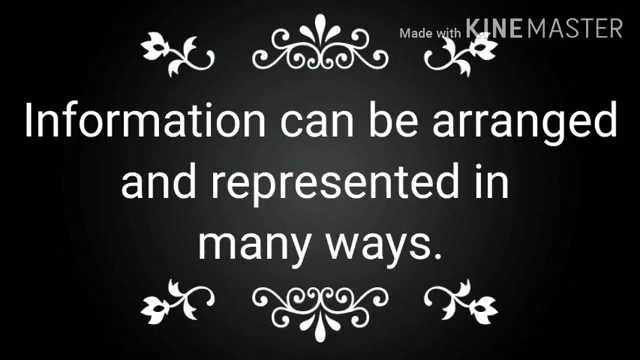 Made with KINEMASTER
Information can be arranged
and represented in
many ways.